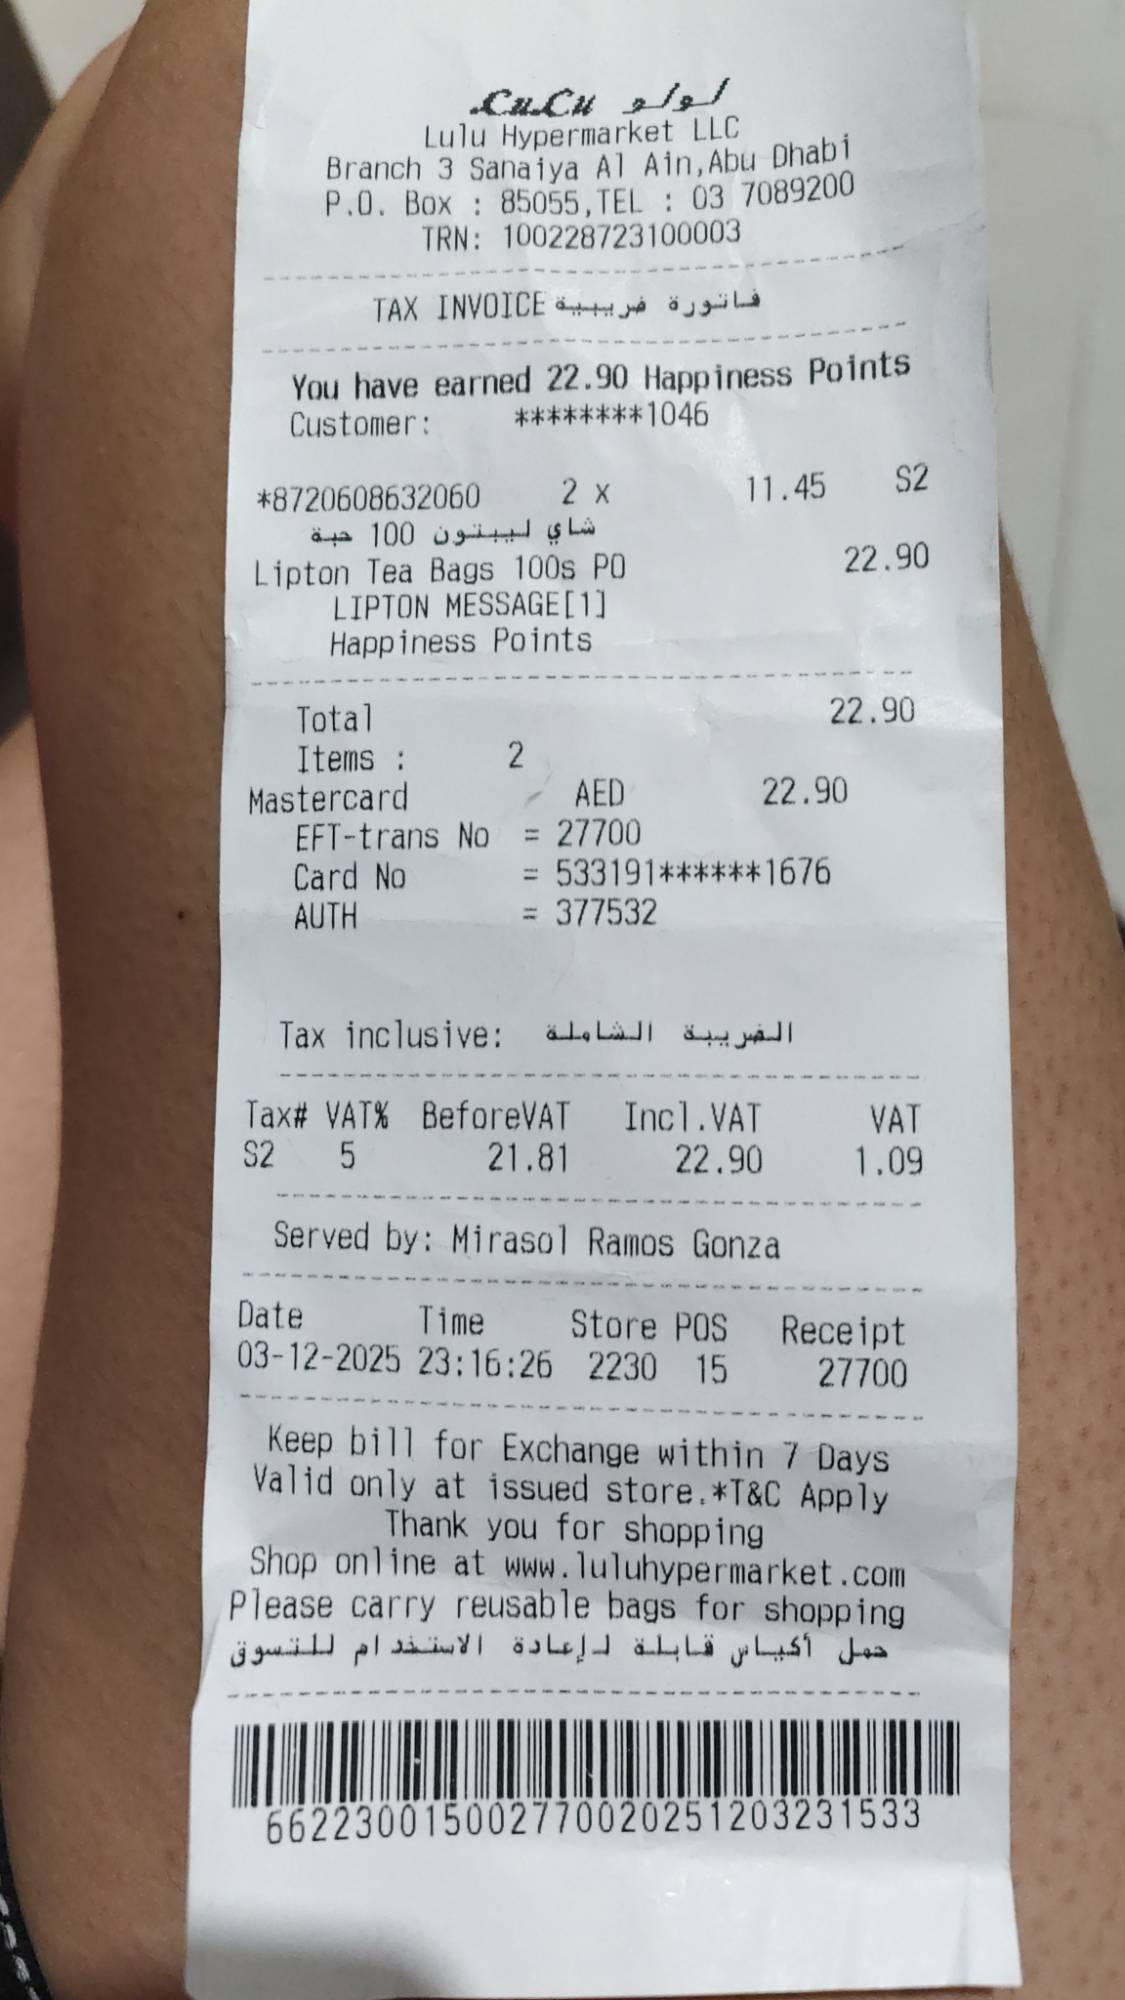 LuLu لولو
Lulu Hypermarket LLC
Branch 3 Sanaiya Al Ain,Abu Dhabi
P.O. Box : 85055,TEL : 03 7089200
TRN: 100228723100003
TAX INVOICE فاتورة ضريبية
You have earned 22.90 Happiness Points
Customer: ********1046
*8720608632060 2 x 11.45 S2
شاي ليبتون 100 حبة
Lipton Tea Bags 100s PO 22.90
LIPTON MESSAGE[1]
Happiness Points
Total 22.90
Items : 2
Mastercard AED 22.90
EFT-trans No = 27700
Card No = 533191******1676
AUTH = 377532
Tax inclusive: الضريبة الشاملة
Tax# VAT% BeforeVAT Incl.VAT VAT
S2 5 21.81 22.90 1.09
Served by: Mirasol Ramos Gonza
Date Time Store POS Receipt
03-12-2025 23:16:26 2230 15 27700
Keep bill for Exchange within 7 Days
Valid only at issued store.*T&C Apply
Thank you for shopping
Shop online at www.luluhypermarket.com
Please carry reusable bags for shopping
حمل أكياس قابلة لإعادة الاستخدام للتسوق
66223001500277002025120323​1533